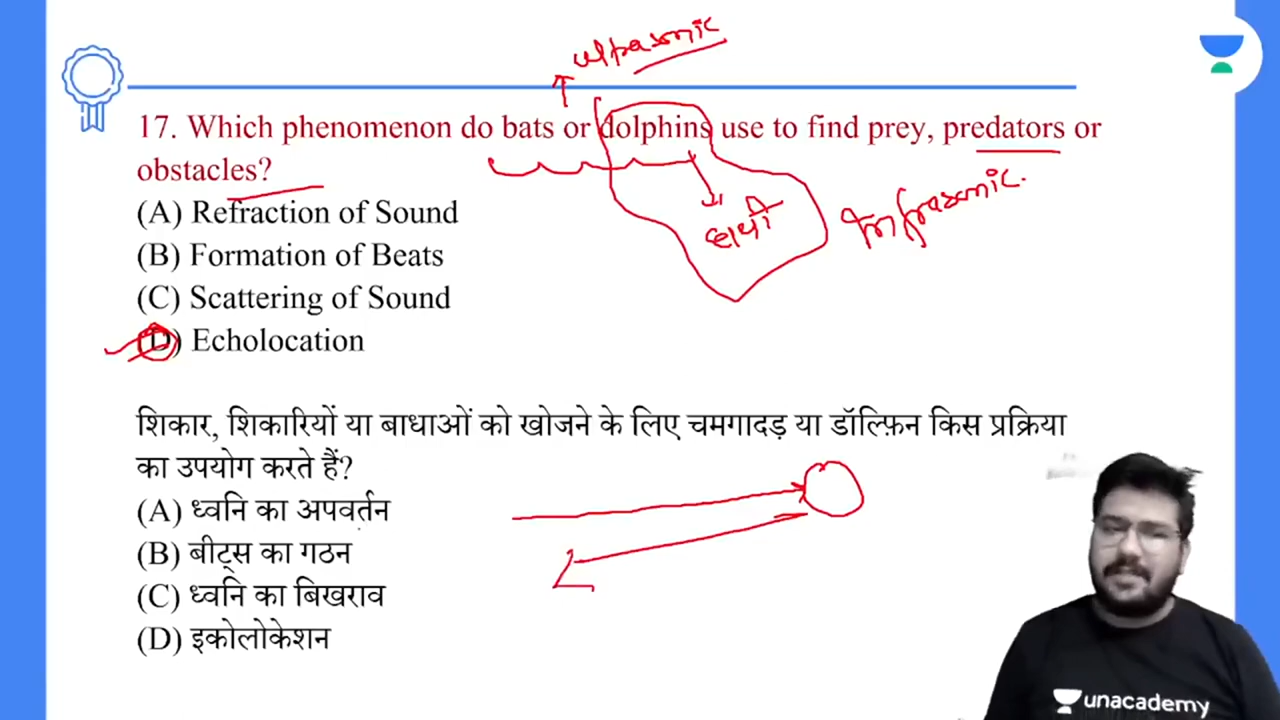 ultrasonic
17. Which phenomenon do bats or dolphins use to find prey, predators or
obstacles?
(A) Refraction of Sound
(B) Formation of Beats
(C) Scattering of Sound
(D) Echolocation
हाथी
Infrasonic.
शिकार, शिकारियों या बाधाओं को खोजने के लिए चमगादड़ या डॉल्फ़िन किस प्रक्रिया
का उपयोग करते हैं?
(A) ध्वनि का अपवर्तन
(B) बीट्स का गठन
(C) ध्वनि का बिखराव
(D) इकोलोकेशन
unacademy